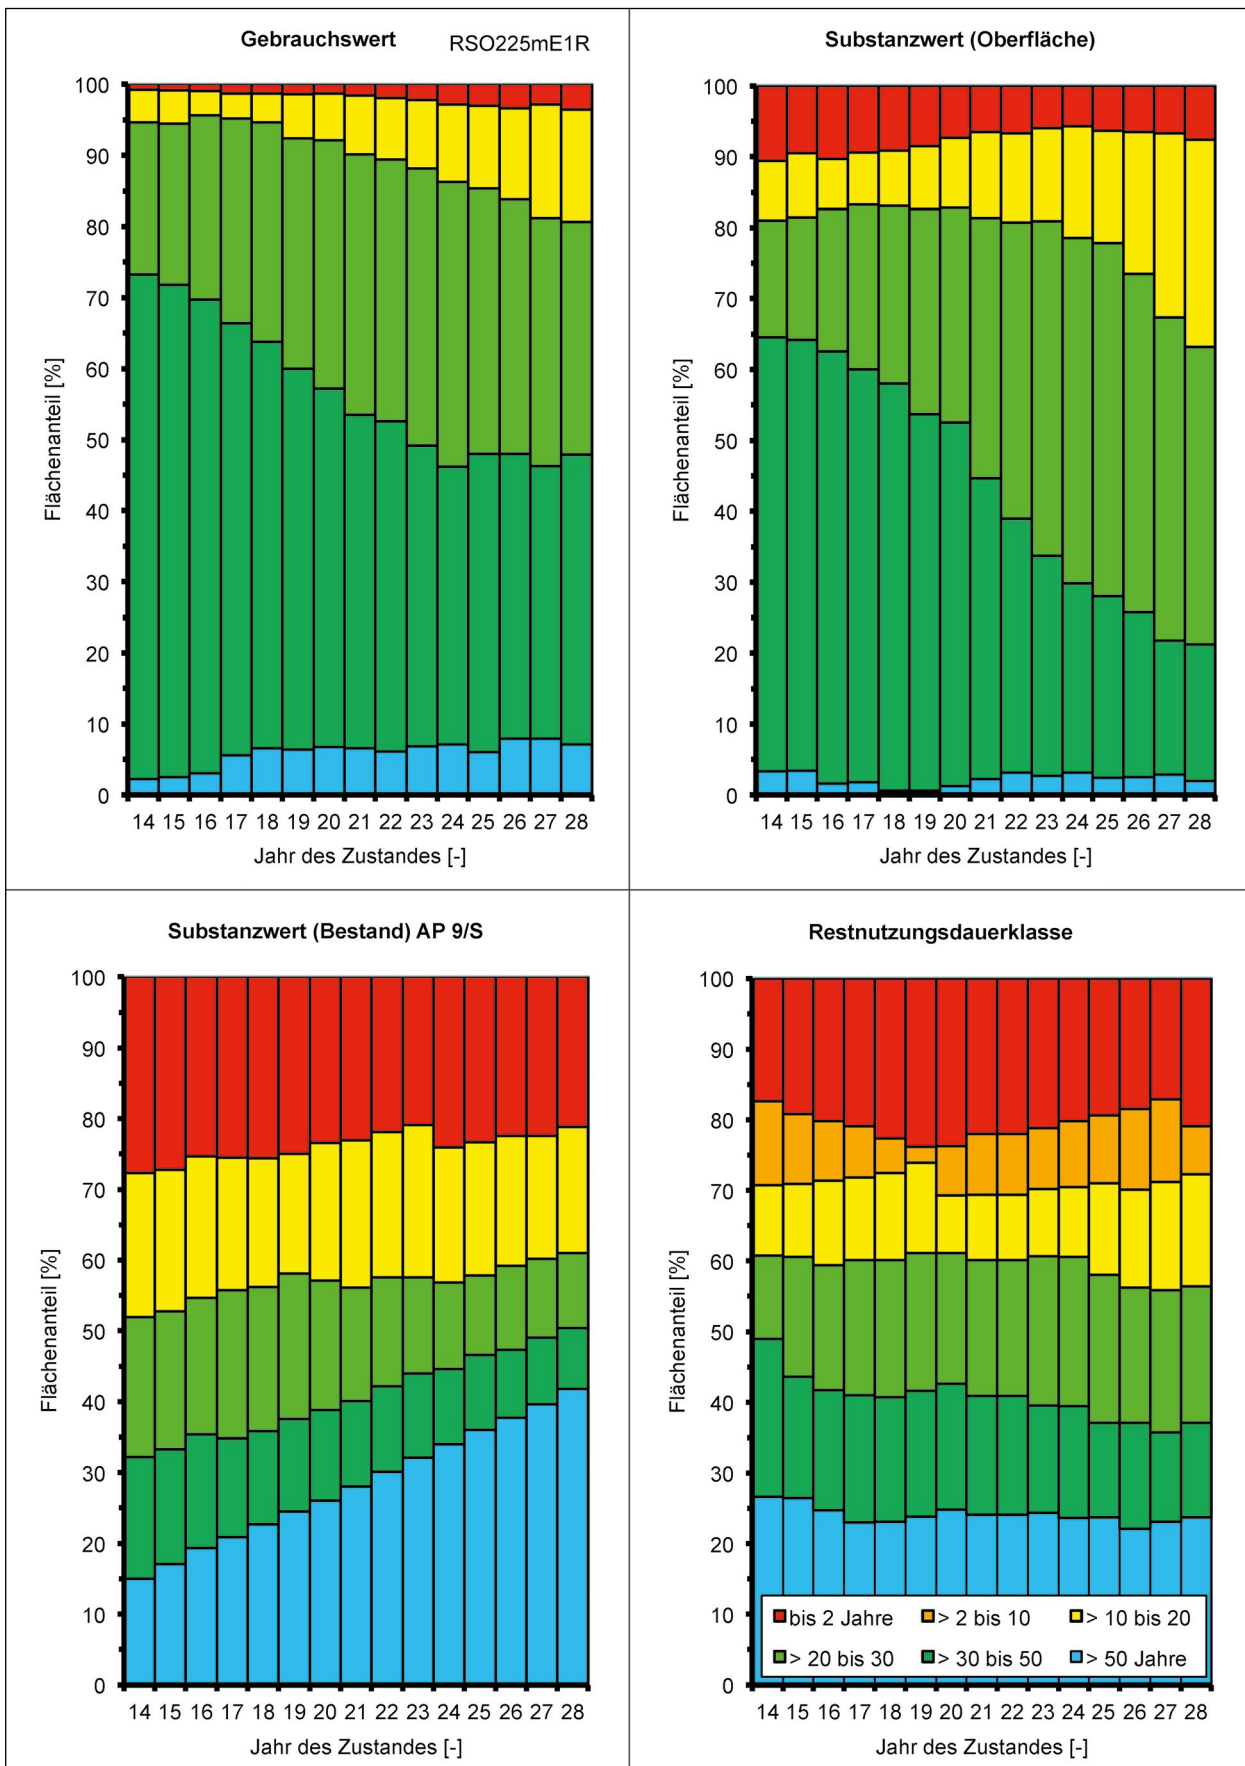 Gebrauchswert RSO225mE1R
100
90
80
70
60
50
40
30
20
10
0
Flächenanteil [%]
14 15 16 17 18 19 20 21 22 23 24 25 26 27 28
Jahr des Zustandes [-]
Substanzwert (Oberfläche)
100
90
80
70
60
50
40
30
20
10
0
Flächenanteil [%]
14 15 16 17 18 19 20 21 22 23 24 25 26 27 28
Jahr des Zustandes [-]
Substanzwert (Bestand) AP 9/S
100
90
80
70
60
50
40
30
20
10
0
Flächenanteil [%]
14 15 16 17 18 19 20 21 22 23 24 25 26 27 28
Jahr des Zustandes [-]
Restnutzungsdauerklasse
100
90
80
70
60
50
40
30
20
10
0
Flächenanteil [%]
bis 2 Jahre > 2 bis 10 > 10 bis 20
> 20 bis 30 > 30 bis 50 > 50 Jahre
14 15 16 17 18 19 20 21 22 23 24 25 26 27 28
Jahr des Zustandes [-]